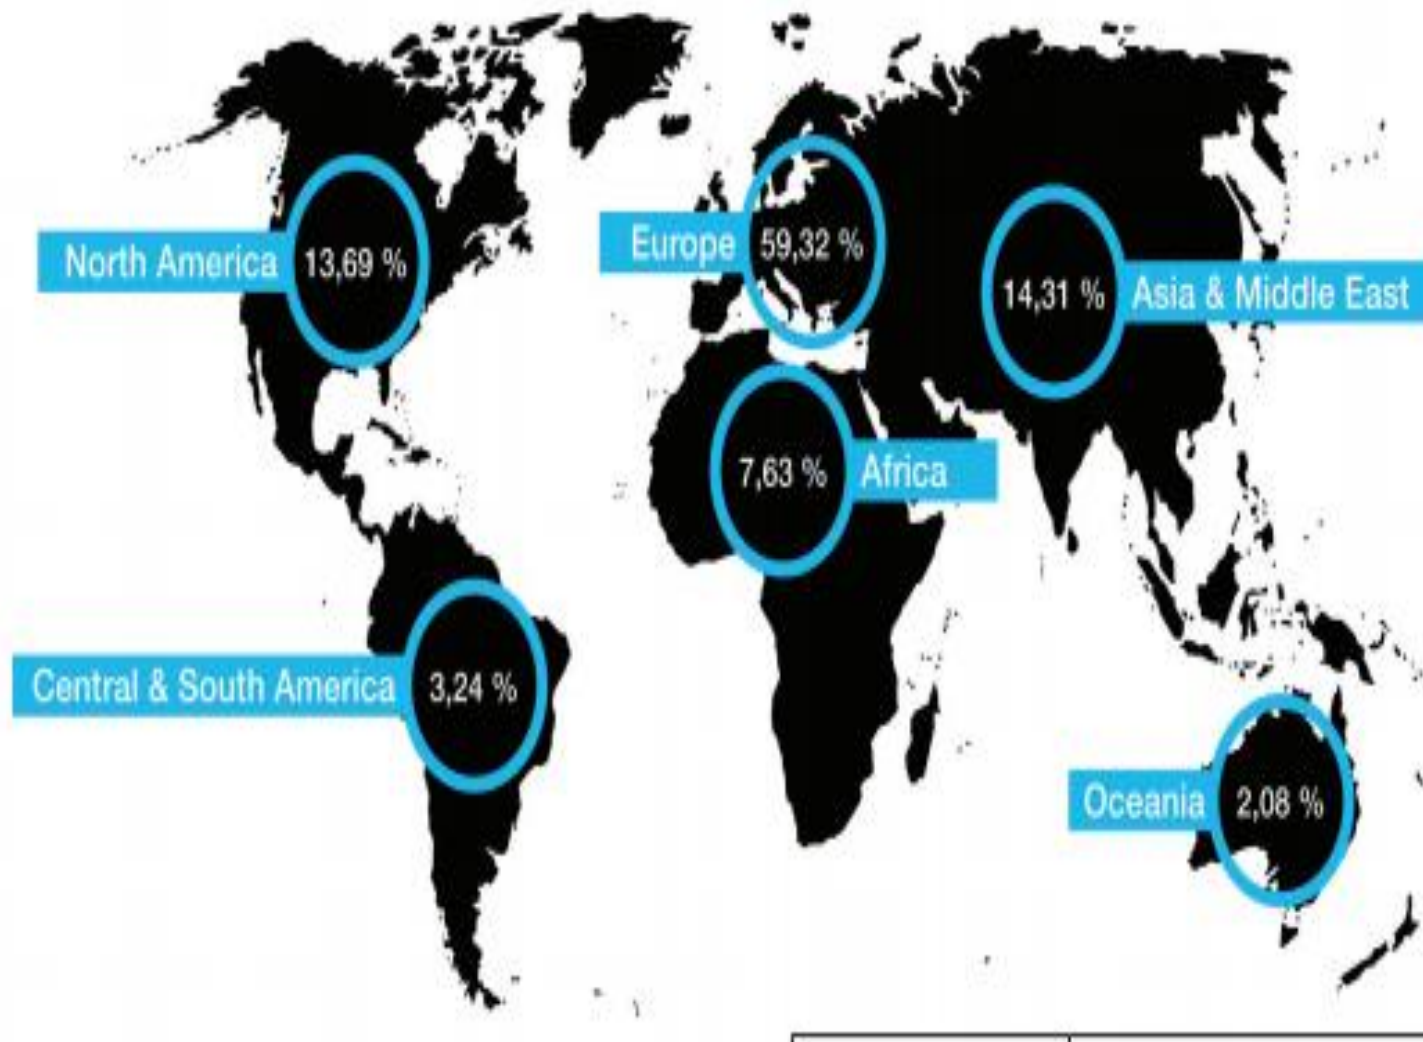 North America 13,69 %
Europe 59,32 %
14,31 % Asia & Middle East
7,63 % Africa
Central & South America 3,24 %
Oceania 2,08 %